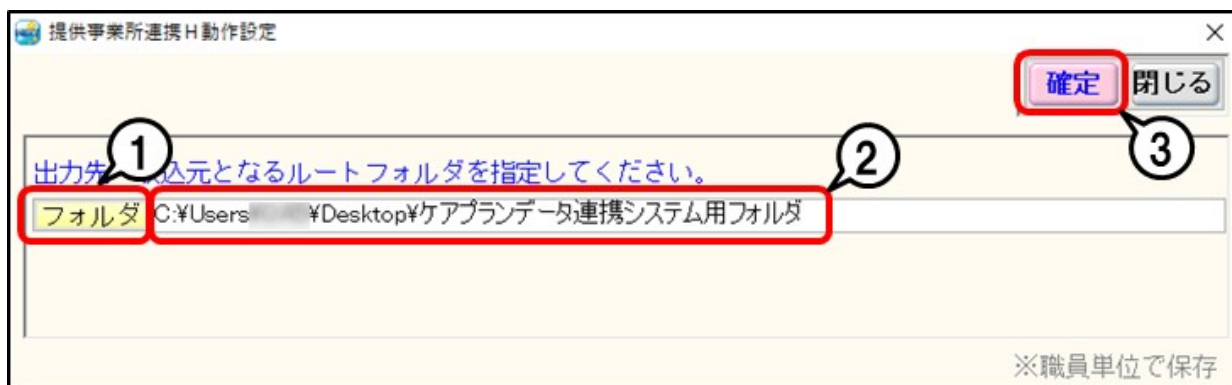 提供事業所連携H動作設定
確定 閉じる
③
① ②
出力先 込元となるルートフォルダを指定してください。
フォルダ C:¥Users ¥Desktop¥ケアプランデータ連携システム用フォルダ
※職員単位で保存